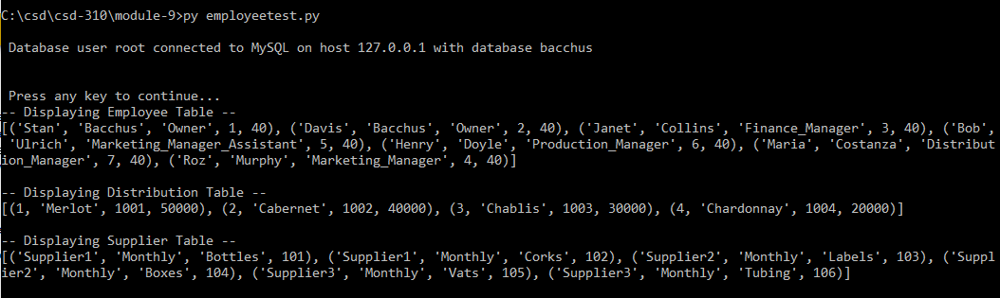 C:\csd\csd-310\module-9>py employeetest.py
Database user root connected to MySQL on host 127.0.0.1 with database bacchus
Press any key to continue...
-- Displaying Employee Table --
[('Stan', 'Bacchus', 'Owner', 1, 40), ('Davis', 'Bacchus', 'Owner', 2, 40), ('Janet', 'Collins', 'Finance_Manager', 3, 40), ('Bob',
'Ulrich', 'Marketing_Manager_Assistant', 5, 40), ('Henry', 'Doyle', 'Production_Manager', 6, 40), ('Maria', 'Costanza', 'Distribut
ion_Manager', 7, 40), ('Roz', 'Murphy', 'Marketing_Manager', 4, 40)]
-- Displaying Distribution Table --
[(1, 'Merlot', 1001, 50000), (2, 'Cabernet', 1002, 40000), (3, 'Chablis', 1003, 30000), (4, 'Chardonnay', 1004, 20000)]
-- Displaying Supplier Table --
[('Supplier1', 'Monthly', 'Bottles', 101), ('Supplier1', 'Monthly', 'Corks', 102), ('Supplier2', 'Monthly', 'Labels', 103), ('Suppl
ier2', 'Monthly', 'Boxes', 104), ('Supplier3', 'Monthly', 'Vats', 105), ('Supplier3', 'Monthly', 'Tubing', 106)]